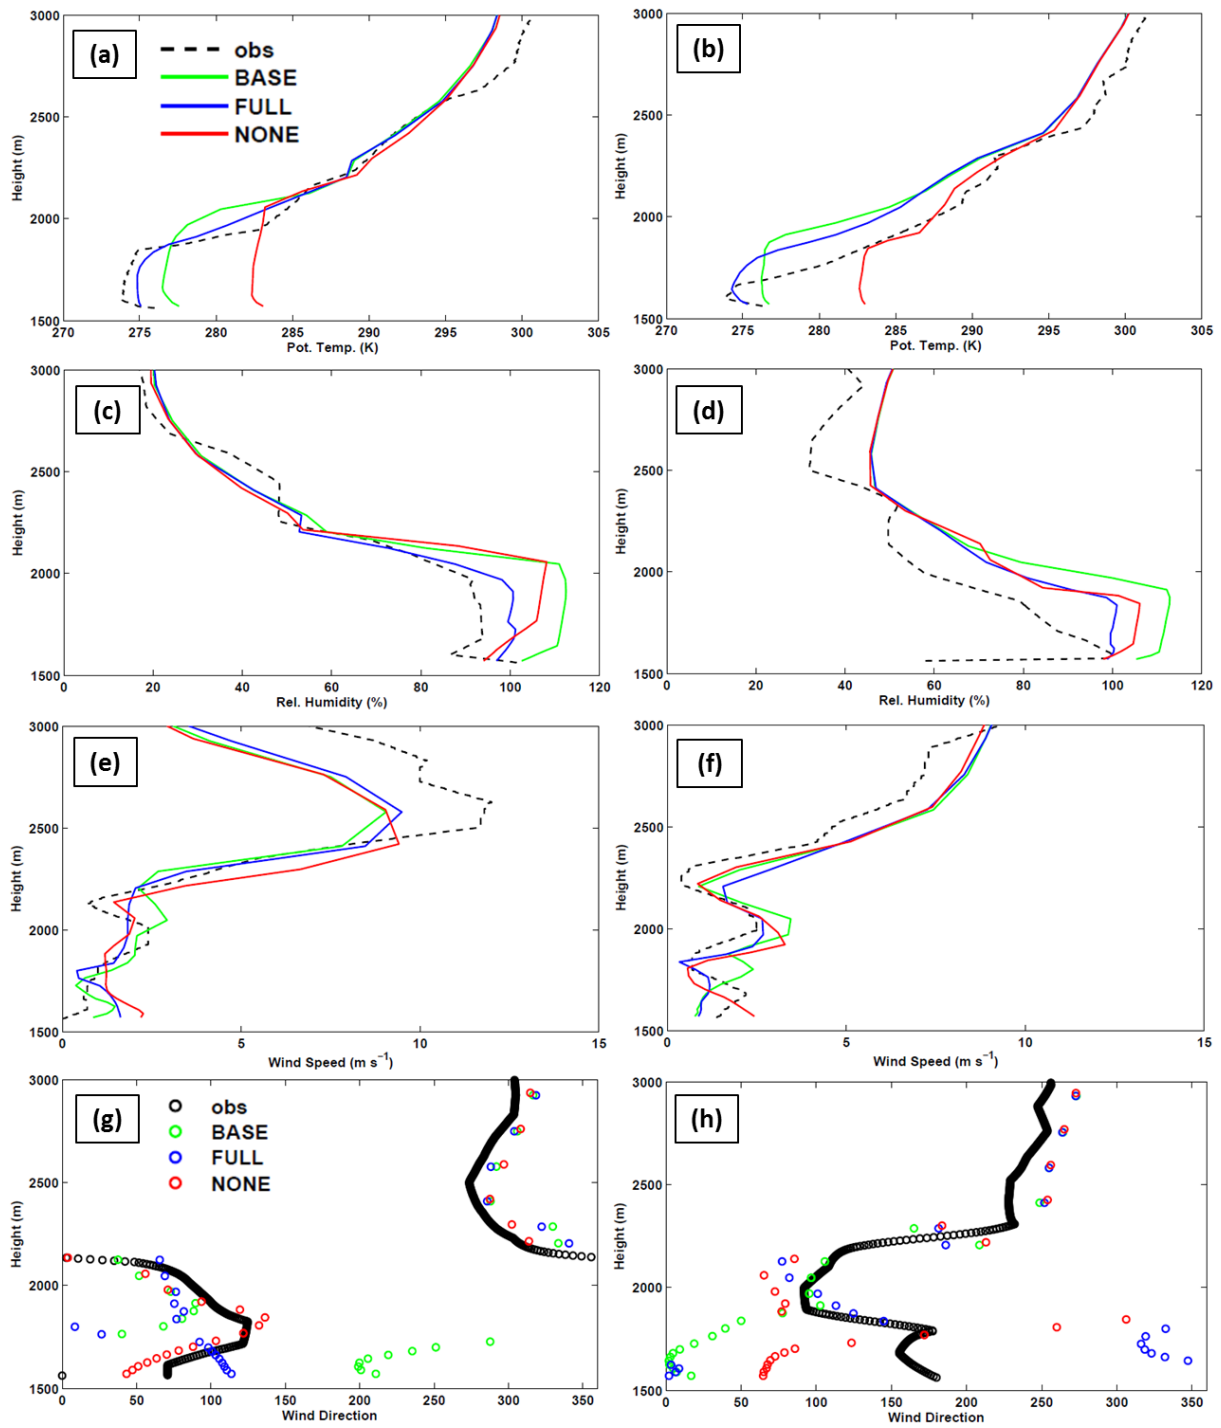 (a)
obs
BASE
FULL
NONE
3000
2500
2000
1500
Height (m)
270 275 280 285 290 295 300 305
Pot. Temp. (K)
(b)
3000
2500
2000
1500
Height (m)
270 275 280 285 290 295 300 305
Pot. Temp. (K)
(c)
3000
2500
2000
1500
Height (m)
0 20 40 60 80 100 120
Rel. Humidity (%)
(d)
3000
2500
2000
1500
Height (m)
0 20 40 60 80 100 120
Rel. Humidity (%)
(e)
3000
2500
2000
1500
Height (m)
0 5 10 15
Wind Speed (m s⁻¹)
(f)
3000
2500
2000
1500
Height (m)
0 5 10 15
Wind Speed (m s⁻¹)
(g)
obs
BASE
FULL
NONE
3000
2500
2000
1500
Height (m)
0 50 100 150 200 250 300 350
Wind Direction
(h)
3000
2500
2000
1500
Height (m)
0 50 100 150 200 250 300 350
Wind Direction